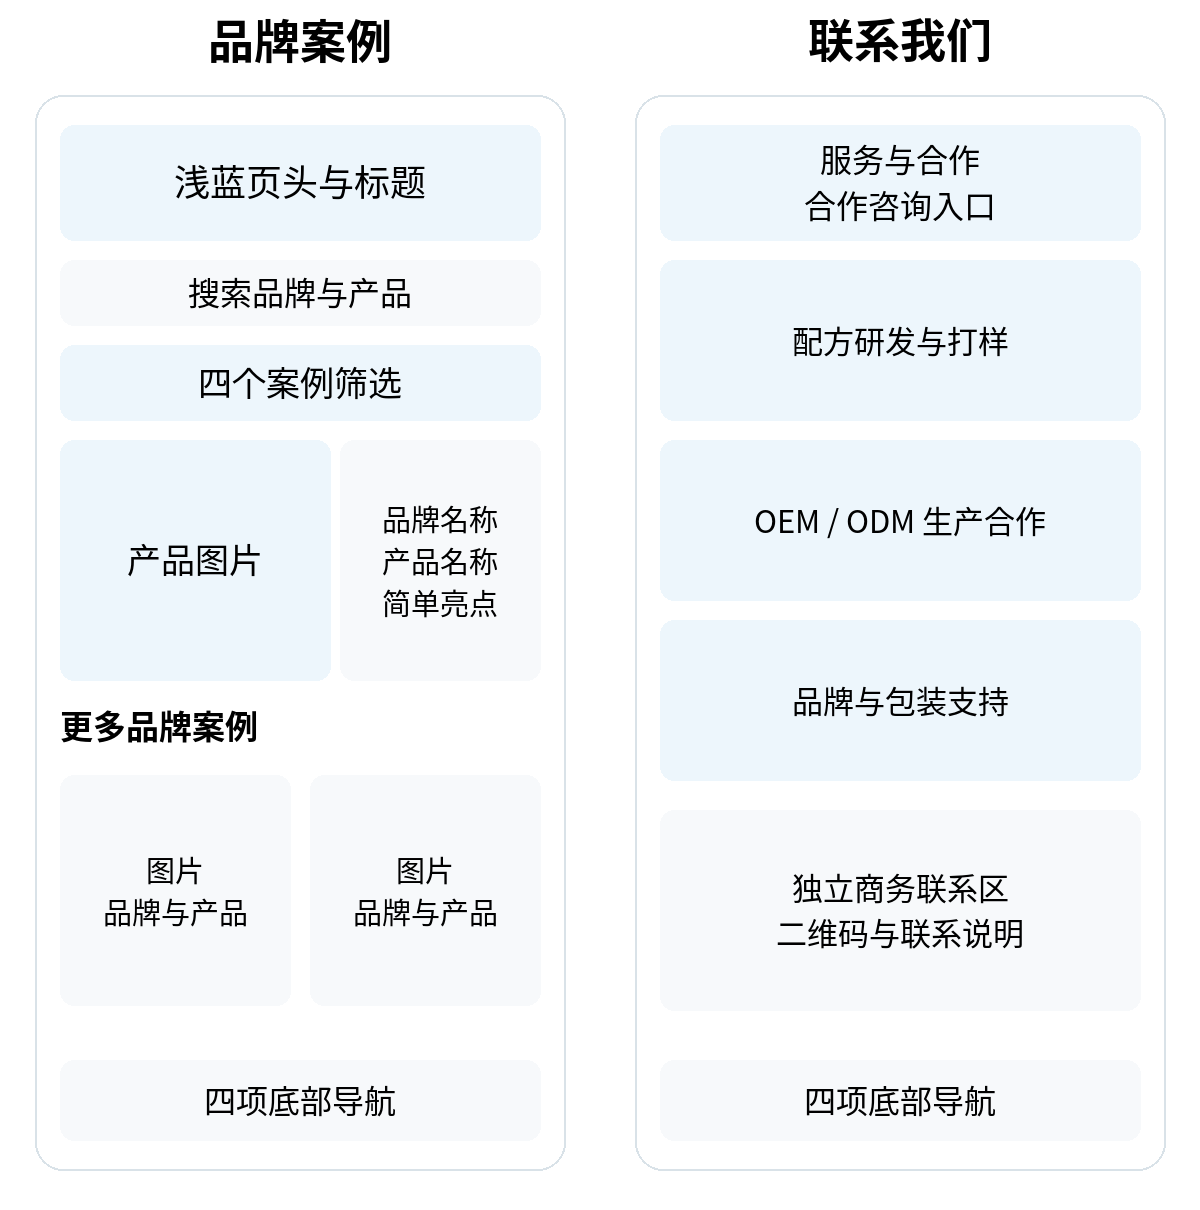 品牌案例
浅蓝页头与标题
搜索品牌与产品
四个案例筛选
产品图片
品牌名称
产品名称
简单亮点
更多品牌案例
图片
品牌与产品
图片
品牌与产品
四项底部导航
联系我们
服务与合作
合作咨询入口
配方研发与打样
OEM / ODM 生产合作
品牌与包装支持
独立商务联系区
二维码与联系说明
四项底部导航